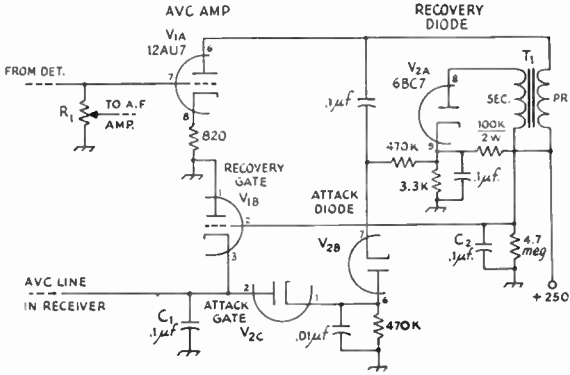 AVC AMP
RECOVERY
DIODE
V1A
12AU7
6
7
8
FROM DET.
R1
TO A.F
AMP.
820
.1µf
V2A
6BC7
8
9
T1
SEC.
PR
470K
100K
2W
3.3K
.1µf.
RECOVERY
GATE
V1B
1
2
3
ATTACK
DIODE
V2B
7
6
C2
.1µf.
4.7
meg
+250
AVC LINE
IN RECEIVER
C1
.1µf
ATTACK
GATE
V2C
2
1
.01µf
470K